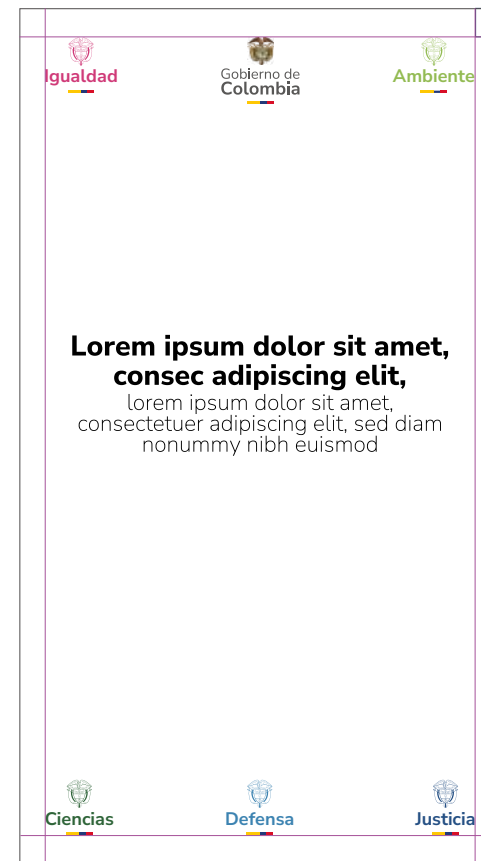 Igualdad
Gobierno de
Colombia
Ambiente
Lorem ipsum dolor sit amet,
consec adipiscing elit,
lorem ipsum dolor sit amet,
consectetuer adipiscing elit, sed diam
nonummy nibh euismod
Ciencias
Defensa
Justicia